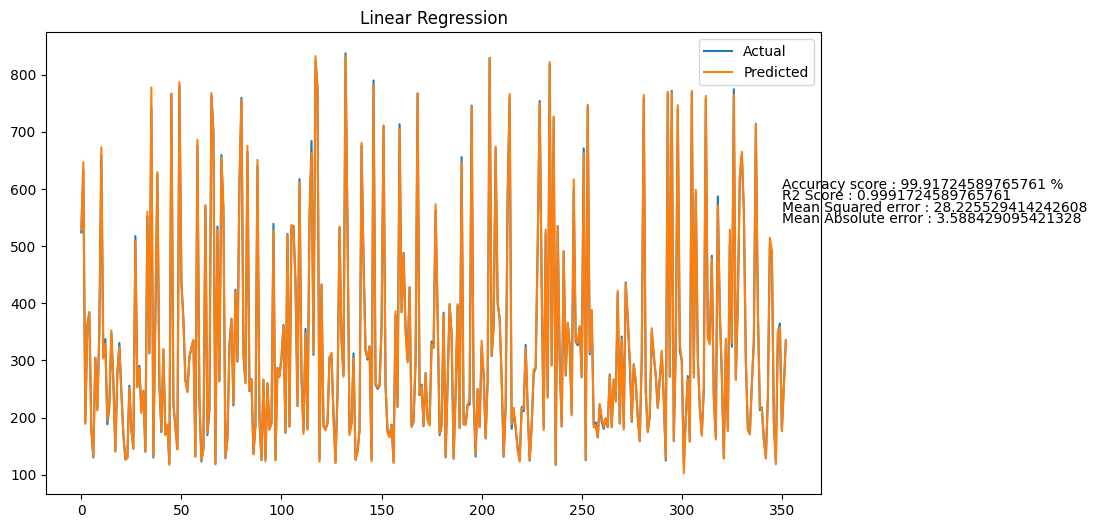 Linear Regression
Actual
Predicted
800
700
600
500
400
300
200
100
Accuracy score : 99.91724589765761 %
R2 Score : 0.9991724589765761
Mean Squared error : 28.225529414242608
Mean Absolute error : 3.588429095421328
0
50
100
150
200
250
300
350